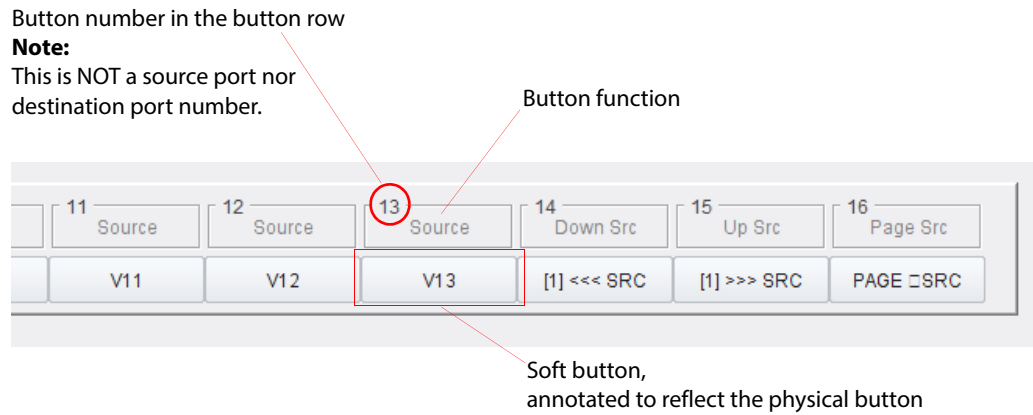 Button number in the button row
Note:
This is NOT a source port nor
destination port number.
Button function
11 12 13 14 15 16
Source Source Source Down Src Up Src Page Src
V11 V12 V13 [1] <<< SRC [1] >>> SRC PAGE □SRC
Soft button,
annotated to reflect the physical button